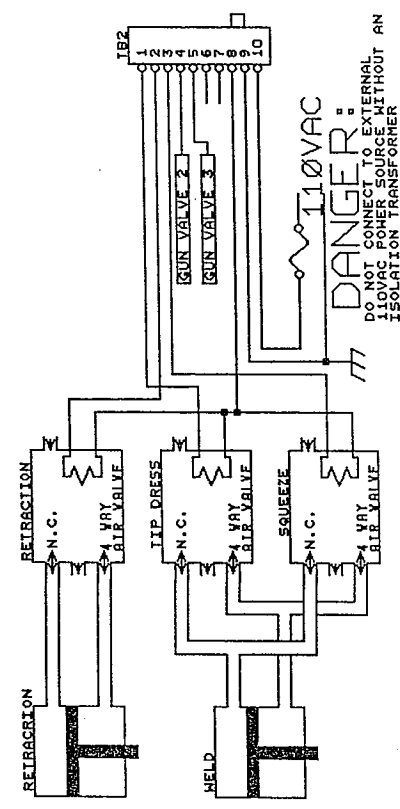 TB2
1
2
3
4
5
6
7
8
9
10
GUN VALVE 2
GUN VALVE 3
110VAC
DANGER:
DO NOT CONNECT TO EXTERNAL
110VAC POWER SOURCE WITHOUT AN
ISOLATION TRANSFORMER
RETRACTION
N.C.
4 WAY
AIR VALVE
TIP DRESS
N.C.
4 WAY
AIR VALVE
SQUEEZE
N.C.
4 WAY
AIR VALVE
RETRACRION
WELD